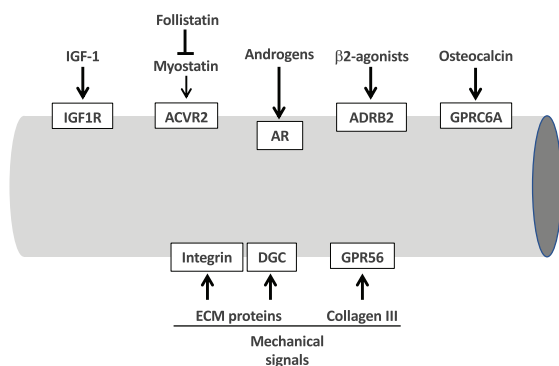 Follistatin
IGF-1
Myostatin
Androgens
β2-agonists
Osteocalcin
IGF1R
ACVR2
AR
ADRB2
GPRC6A
Integrin
DGC
GPR56
ECM proteins
Collagen III
Mechanical
signals